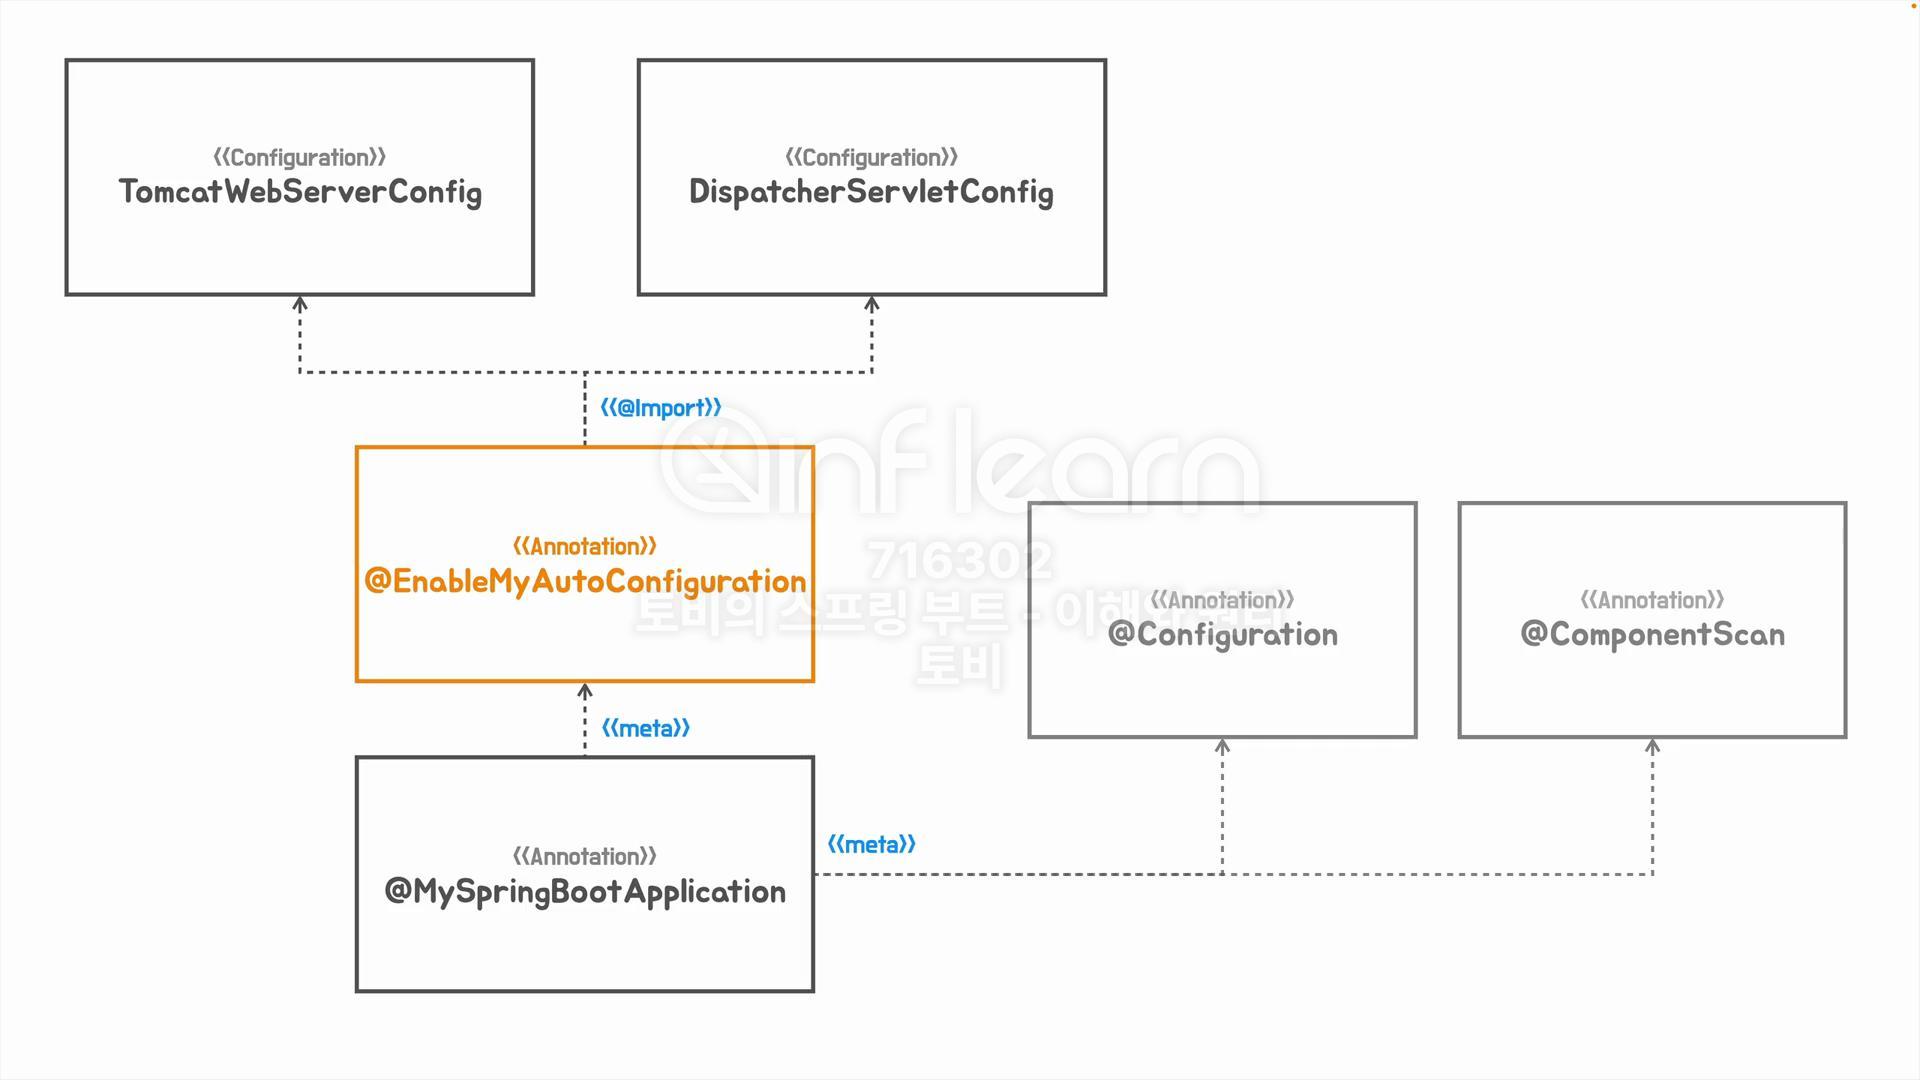 《Configuration》
TomcatWebServerConfig
《Configuration》
DispatcherServletConfig
《@Import》
inflearn
《Annotation》
@EnableMyAutoConfiguration
716302
토비의 스프링 부트 - 이해와 원리
토비
《Annotation》
@Configuration
《Annotation》
@ComponentScan
《meta》
《meta》
《Annotation》
@MySpringBootApplication